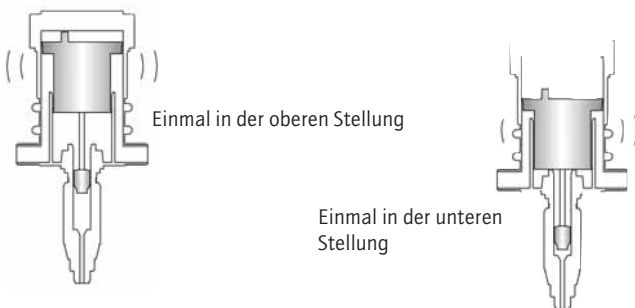 Einmal in der oberen Stellung
Einmal in der unteren
Stellung